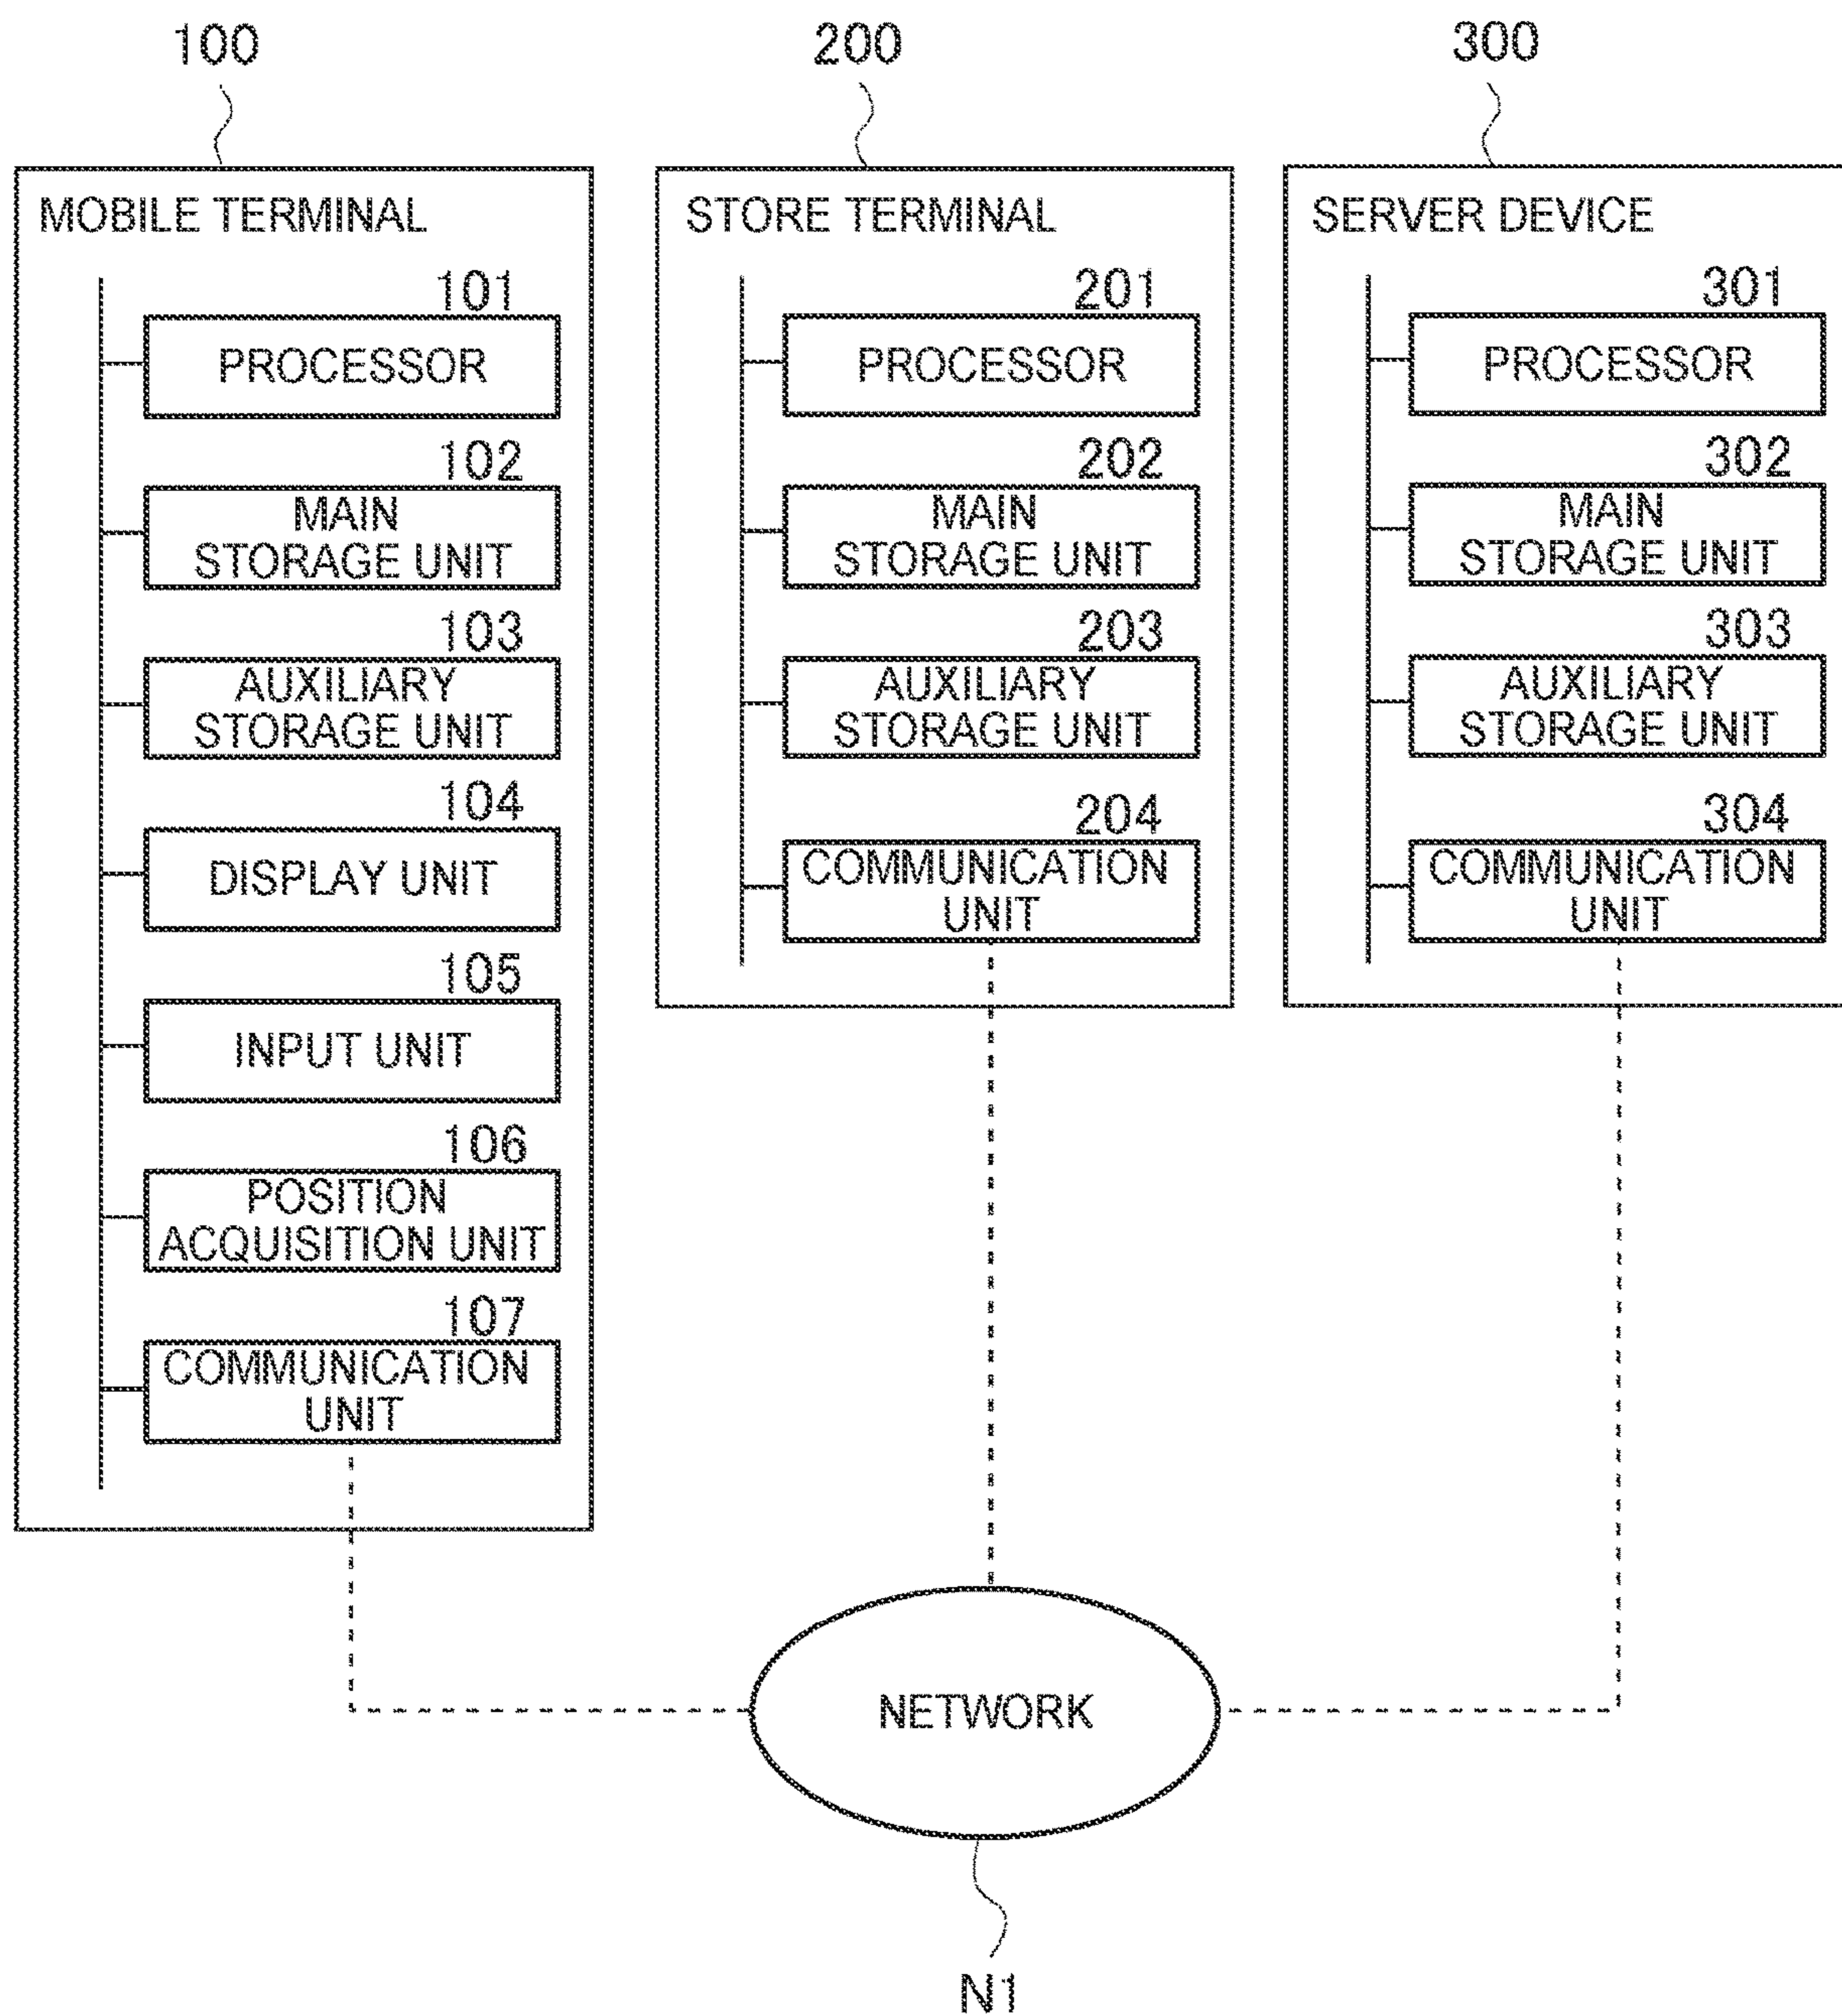 100
MOBILE TERMINAL
101
PROCESSOR
102
MAIN
STORAGE UNIT
103
AUXILIARY
STORAGE UNIT
104
DISPLAY UNIT
105
INPUT UNIT
106
POSITION
ACQUISITION UNIT
107
COMMUNICATION
UNIT
200
STORE TERMINAL
201
PROCESSOR
202
MAIN
STORAGE UNIT
203
AUXILIARY
STORAGE UNIT
204
COMMUNICATION
UNIT
300
SERVER DEVICE
301
PROCESSOR
302
MAIN
STORAGE UNIT
303
AUXILIARY
STORAGE UNIT
304
COMMUNICATION
UNIT
NETWORK
N1